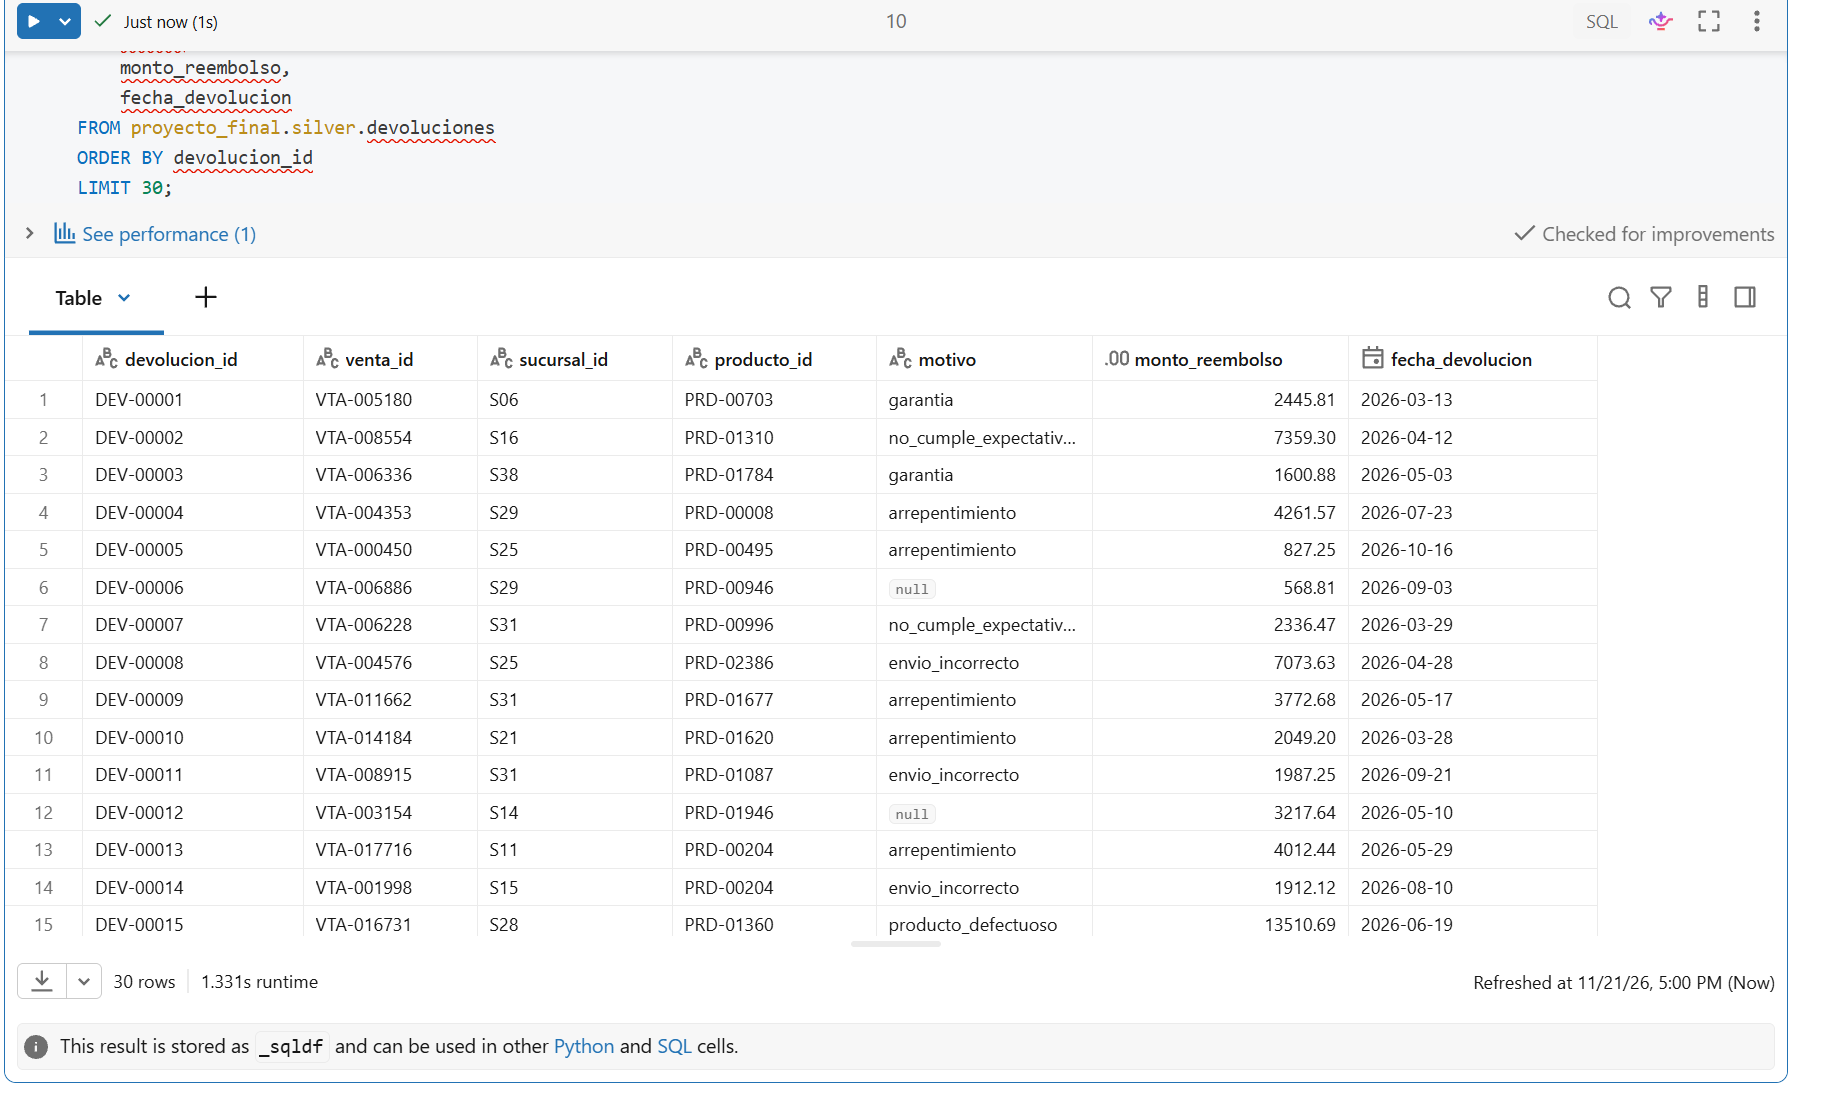 Just now (1s)
10
SQL
monto_reembolso,
fecha_devolucion
FROM proyecto_final.silver.devoluciones
ORDER BY devolucion_id
LIMIT 30;
See performance (1)
Checked for improvements
Table
devolucion_id venta_id sucursal_id producto_id motivo .00 monto_reembolso fecha_devolucion
1 DEV-00001 VTA-005180 S06 PRD-00703 garantia 2445.81 2026-03-13
2 DEV-00002 VTA-008554 S16 PRD-01310 no_cumple_expectativ... 7359.30 2026-04-12
3 DEV-00003 VTA-006336 S38 PRD-01784 garantia 1600.88 2026-05-03
4 DEV-00004 VTA-004353 S29 PRD-00008 arrepentimiento 4261.57 2026-07-23
5 DEV-00005 VTA-000450 S25 PRD-00495 arrepentimiento 827.25 2026-10-16
6 DEV-00006 VTA-006886 S29 PRD-00946 null 568.81 2026-09-03
7 DEV-00007 VTA-006228 S31 PRD-00996 no_cumple_expectativ... 2336.47 2026-03-29
8 DEV-00008 VTA-004576 S25 PRD-02386 envio_incorrecto 7073.63 2026-04-28
9 DEV-00009 VTA-011662 S31 PRD-01677 arrepentimiento 3772.68 2026-05-17
10 DEV-00010 VTA-014184 S21 PRD-01620 arrepentimiento 2049.20 2026-03-28
11 DEV-00011 VTA-008915 S31 PRD-01087 envio_incorrecto 1987.25 2026-09-21
12 DEV-00012 VTA-003154 S14 PRD-01946 null 3217.64 2026-05-10
13 DEV-00013 VTA-017716 S11 PRD-00204 arrepentimiento 4012.44 2026-05-29
14 DEV-00014 VTA-001998 S15 PRD-00204 envio_incorrecto 1912.12 2026-08-10
15 DEV-00015 VTA-016731 S28 PRD-01360 producto_defectuoso 13510.69 2026-06-19
30 rows 1.331s runtime
Refreshed at 11/21/26, 5:00 PM (Now)
This result is stored as _sqldf and can be used in other Python and SQL cells.